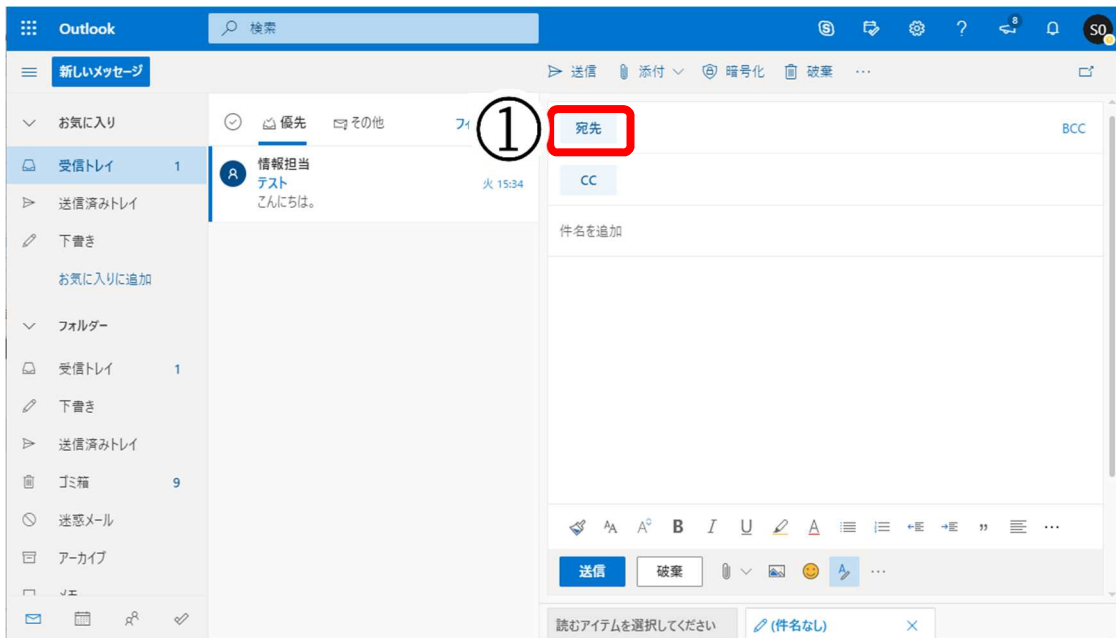 Outlook
検索
8
SO
新しいメッセージ
送信 添付 暗号化 破棄 …
お気に入り
優先 その他
①
宛先
BCC
受信トレイ 1
A
情報担当
テスト
火 15:34
こんにちは。
CC
送信済みトレイ
件名を追加
下書き
お気に入りに追加
フォルダー
受信トレイ 1
下書き
送信済みトレイ
ゴミ箱 9
迷惑メール
アーカイブ
送信 破棄
読むアイテムを選択してください (件名なし)